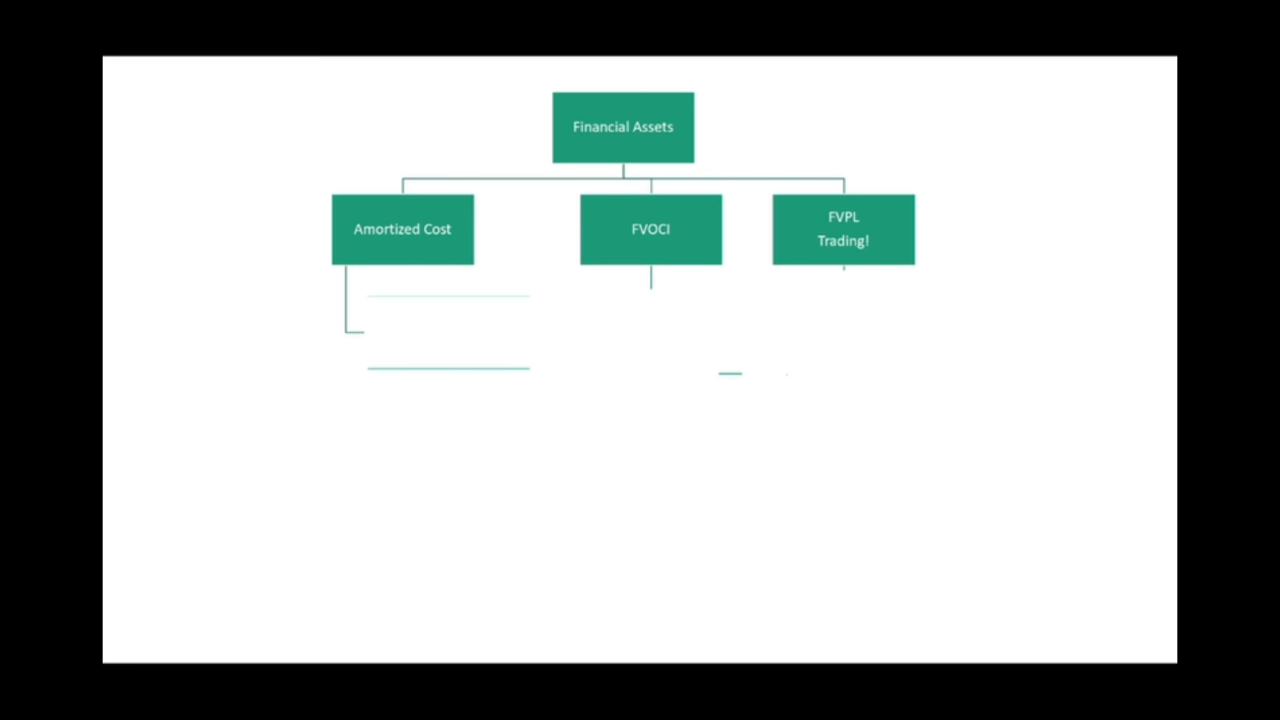 Financial Assets
Amortized Cost
FVOCI
FVPL
Trading!